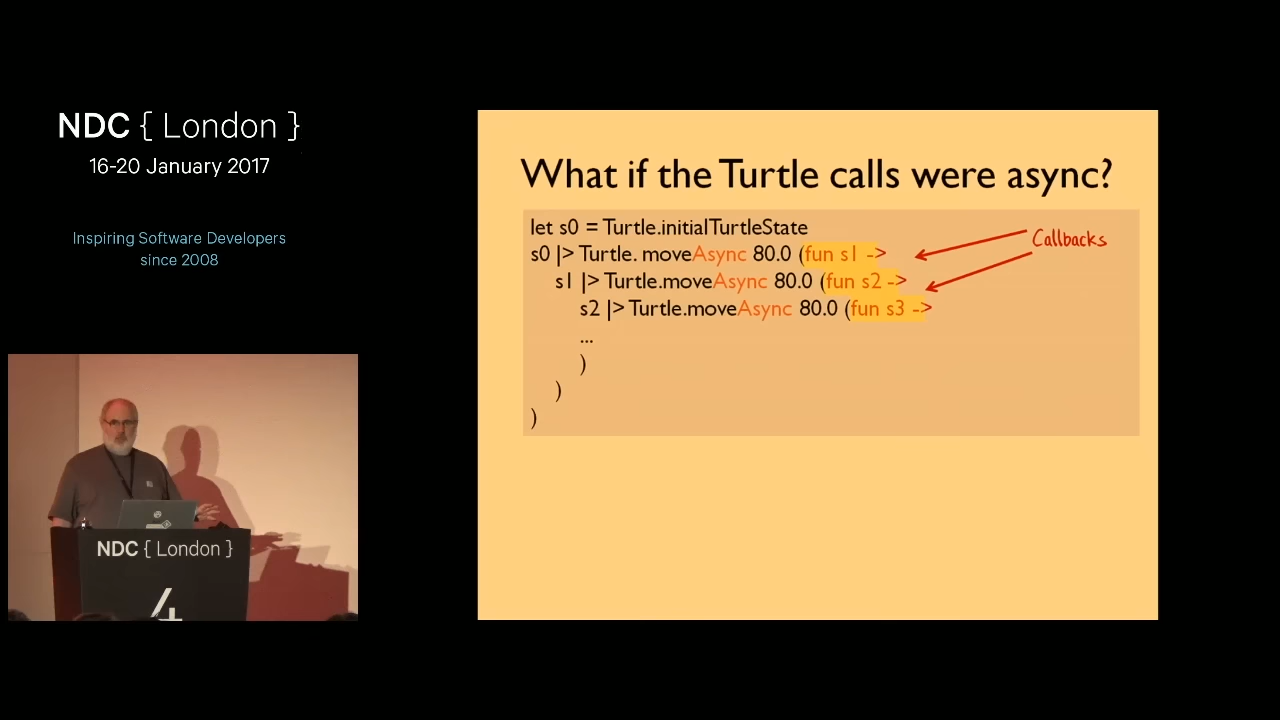 NDC { London }
16-20 January 2017
Inspiring Software Developers
since 2008
What if the Turtle calls were async?
let s0 = Turtle.initialTurtleState
s0 |> Turtle. moveAsync 80.0 (fun s1 ->
s1 |> Turtle.moveAsync 80.0 (fun s2 ->
s2 |> Turtle.moveAsync 80.0 (fun s3 ->
...
)
)
)
Callbacks
NDC { London }
4